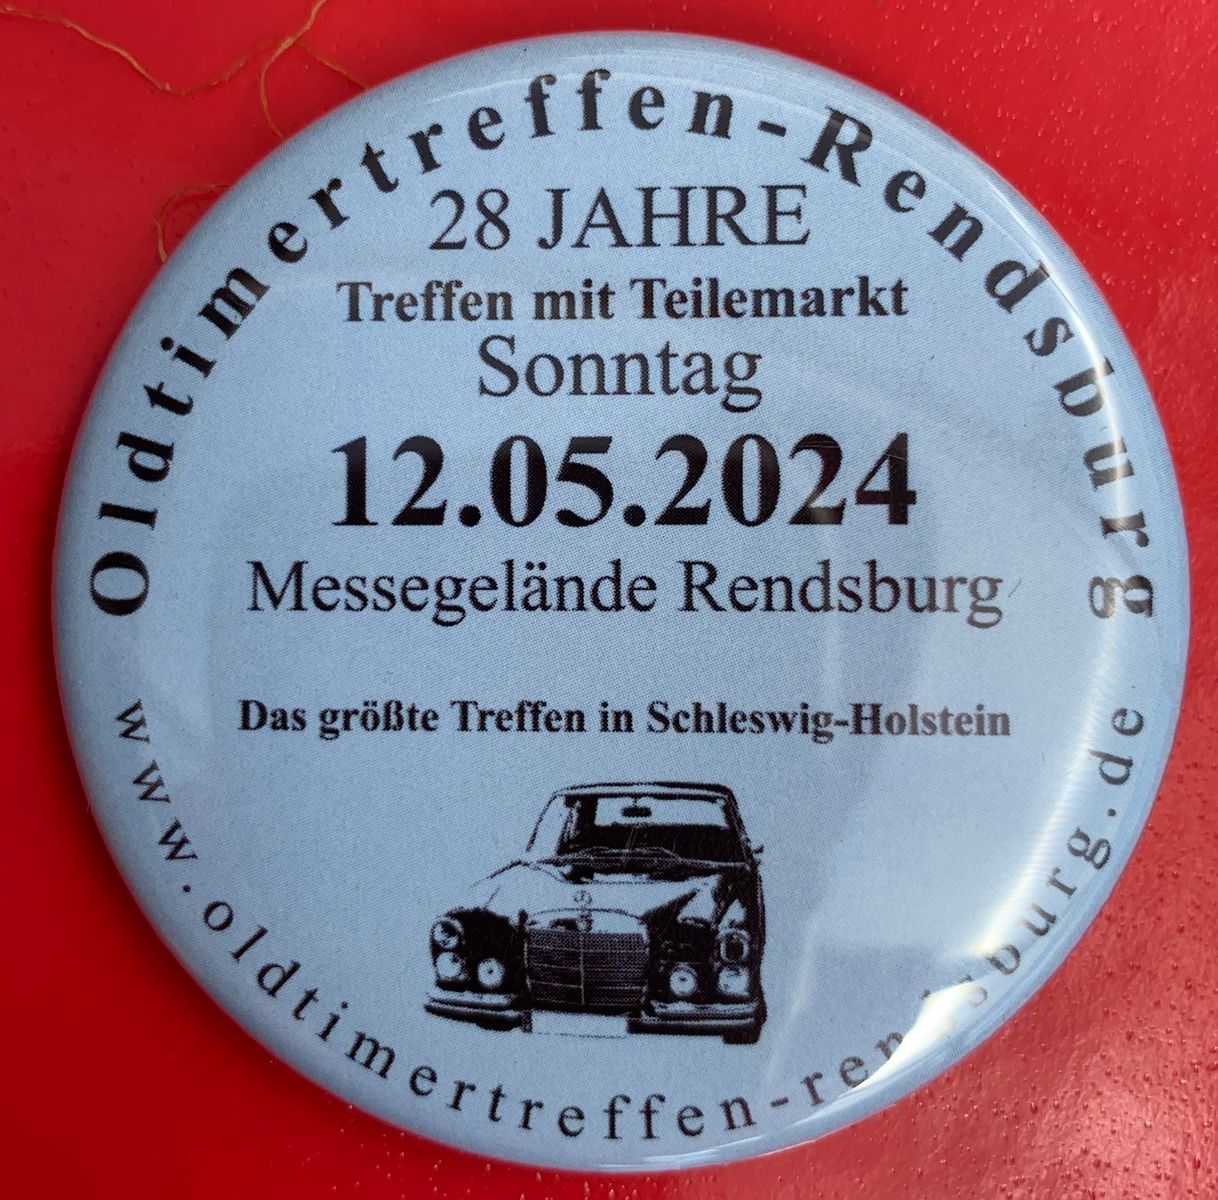 Oldtimertreffen-Rendsburg
28 JAHRE
Treffen mit Teilemarkt
Sonntag
12.05.2024
Messegelände Rendsburg
Das größte Treffen in Schleswig-Holstein
www.oldtimertreffen-rendsburg.de